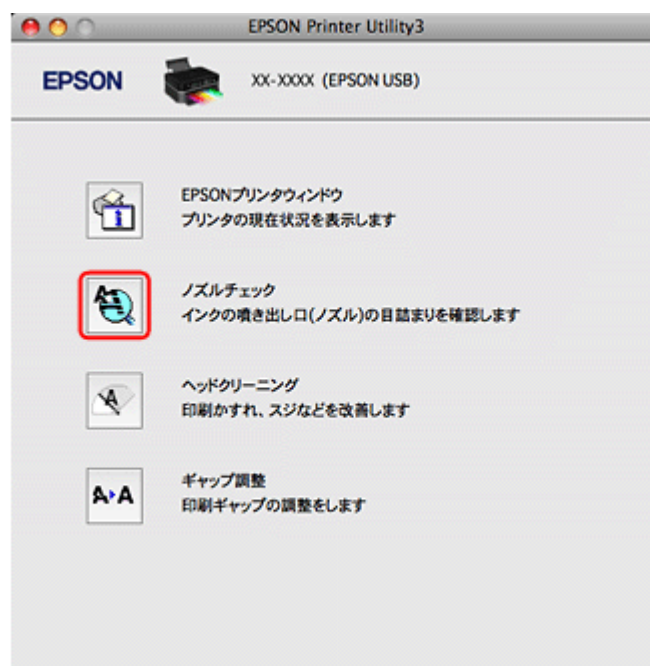 EPSON Printer Utility3
EPSON
XX-XXXX (EPSON USB)
EPSONプリンタウィンドウ
プリンタの現在状況を表示します
ノズルチェック
インクの噴き出し口(ノズル)の目詰まりを確認します
ヘッドクリーニング
印刷かすれ、スジなどを改善します
ギャップ調整
印刷ギャップの調整をします